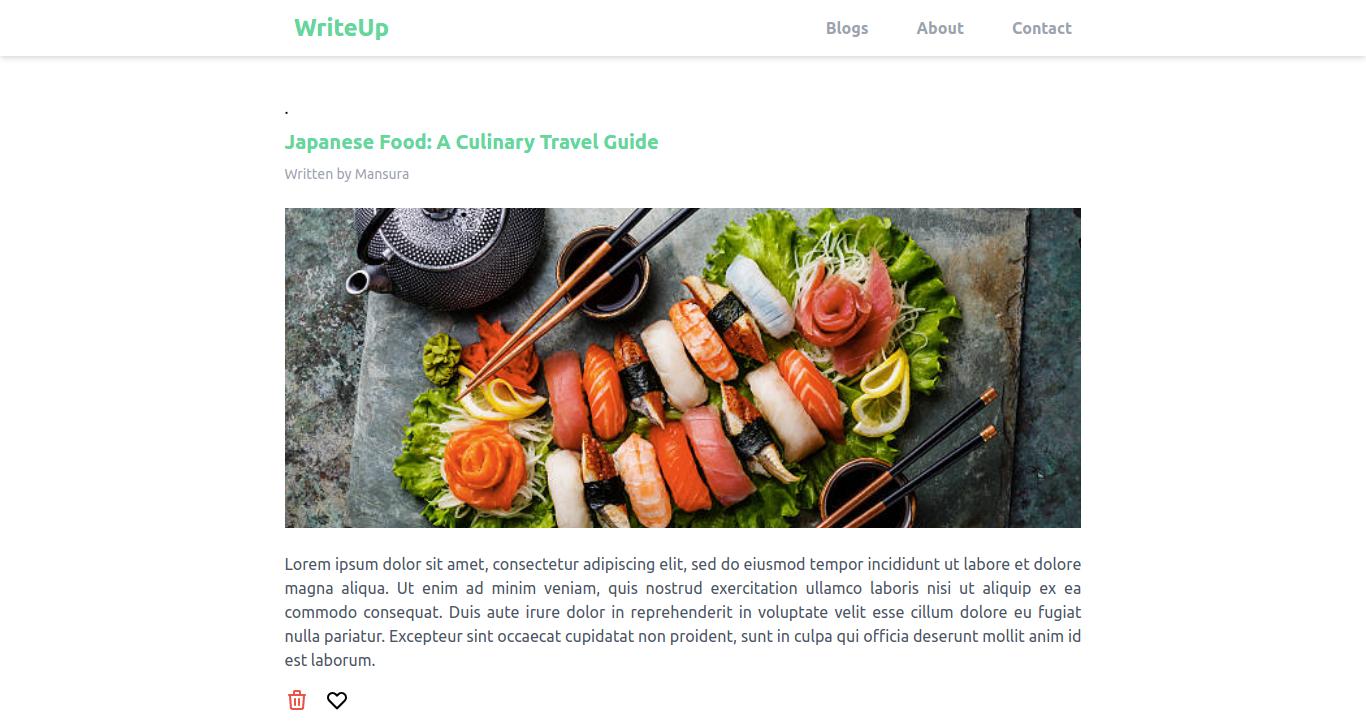 WriteUp
Blogs About Contact
.
Japanese Food: A Culinary Travel Guide
Written by Mansura
Lorem ipsum dolor sit amet, consectetur adipiscing elit, sed do eiusmod tempor incididunt ut labore et dolore
magna aliqua. Ut enim ad minim veniam, quis nostrud exercitation ullamco laboris nisi ut aliquip ex ea
commodo consequat. Duis aute irure dolor in reprehenderit in voluptate velit esse cillum dolore eu fugiat
nulla pariatur. Excepteur sint occaecat cupidatat non proident, sunt in culpa qui officia deserunt mollit anim id
est laborum.